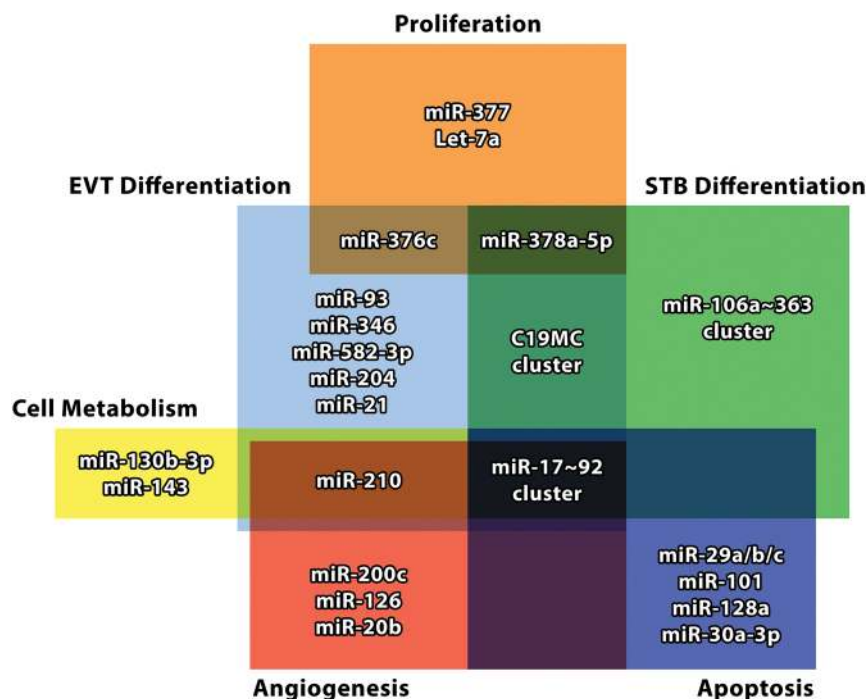 Proliferation
miR-377
Let-7a
EVT Differentiation
STB Differentiation
miR-376c
miR-378a-5p
miR-93
miR-346
miR-582-3p
miR-204
miR-21
C19MC
cluster
miR-106a~363
cluster
Cell Metabolism
miR-130b-3p
miR-143
miR-210
miR-17~92
cluster
miR-200c
miR-126
miR-20b
miR-29a/b/c
miR-101
miR-128a
miR-30a-3p
Angiogenesis
Apoptosis